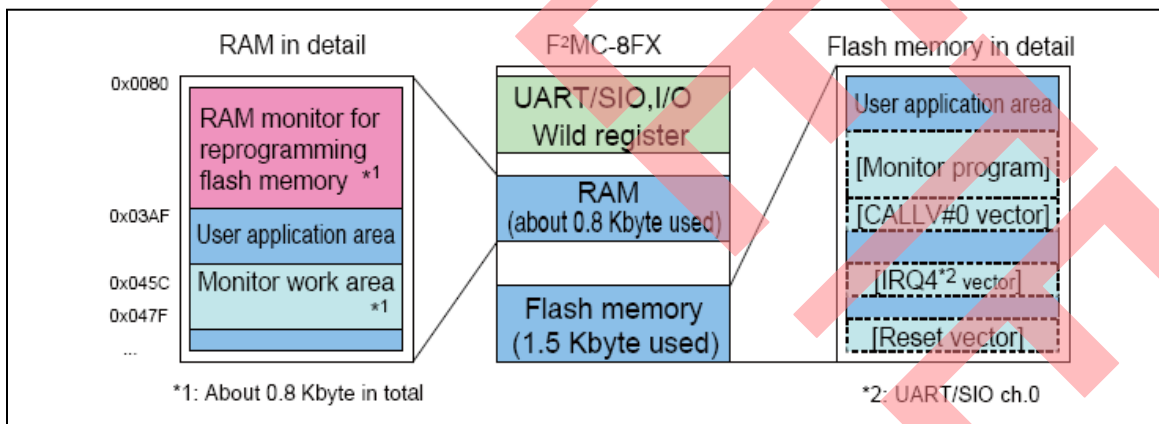 RAM in detail
0x0080
RAM monitor for
reprogramming
flash memory *1
0x03AF
User application area
0x045C
Monitor work area
*1
0x047F
...
*1: About 0.8 Kbyte in total
F²MC-8FX
UART/SIO,I/O
Wild register
RAM
(about 0.8 Kbyte used)
Flash memory
(1.5 Kbyte used)
Flash memory in detail
User application area
[Monitor program]
[CALLV#0 vector]
[IRQ4*2 vector]
[Reset vector]
*2: UART/SIO ch.0